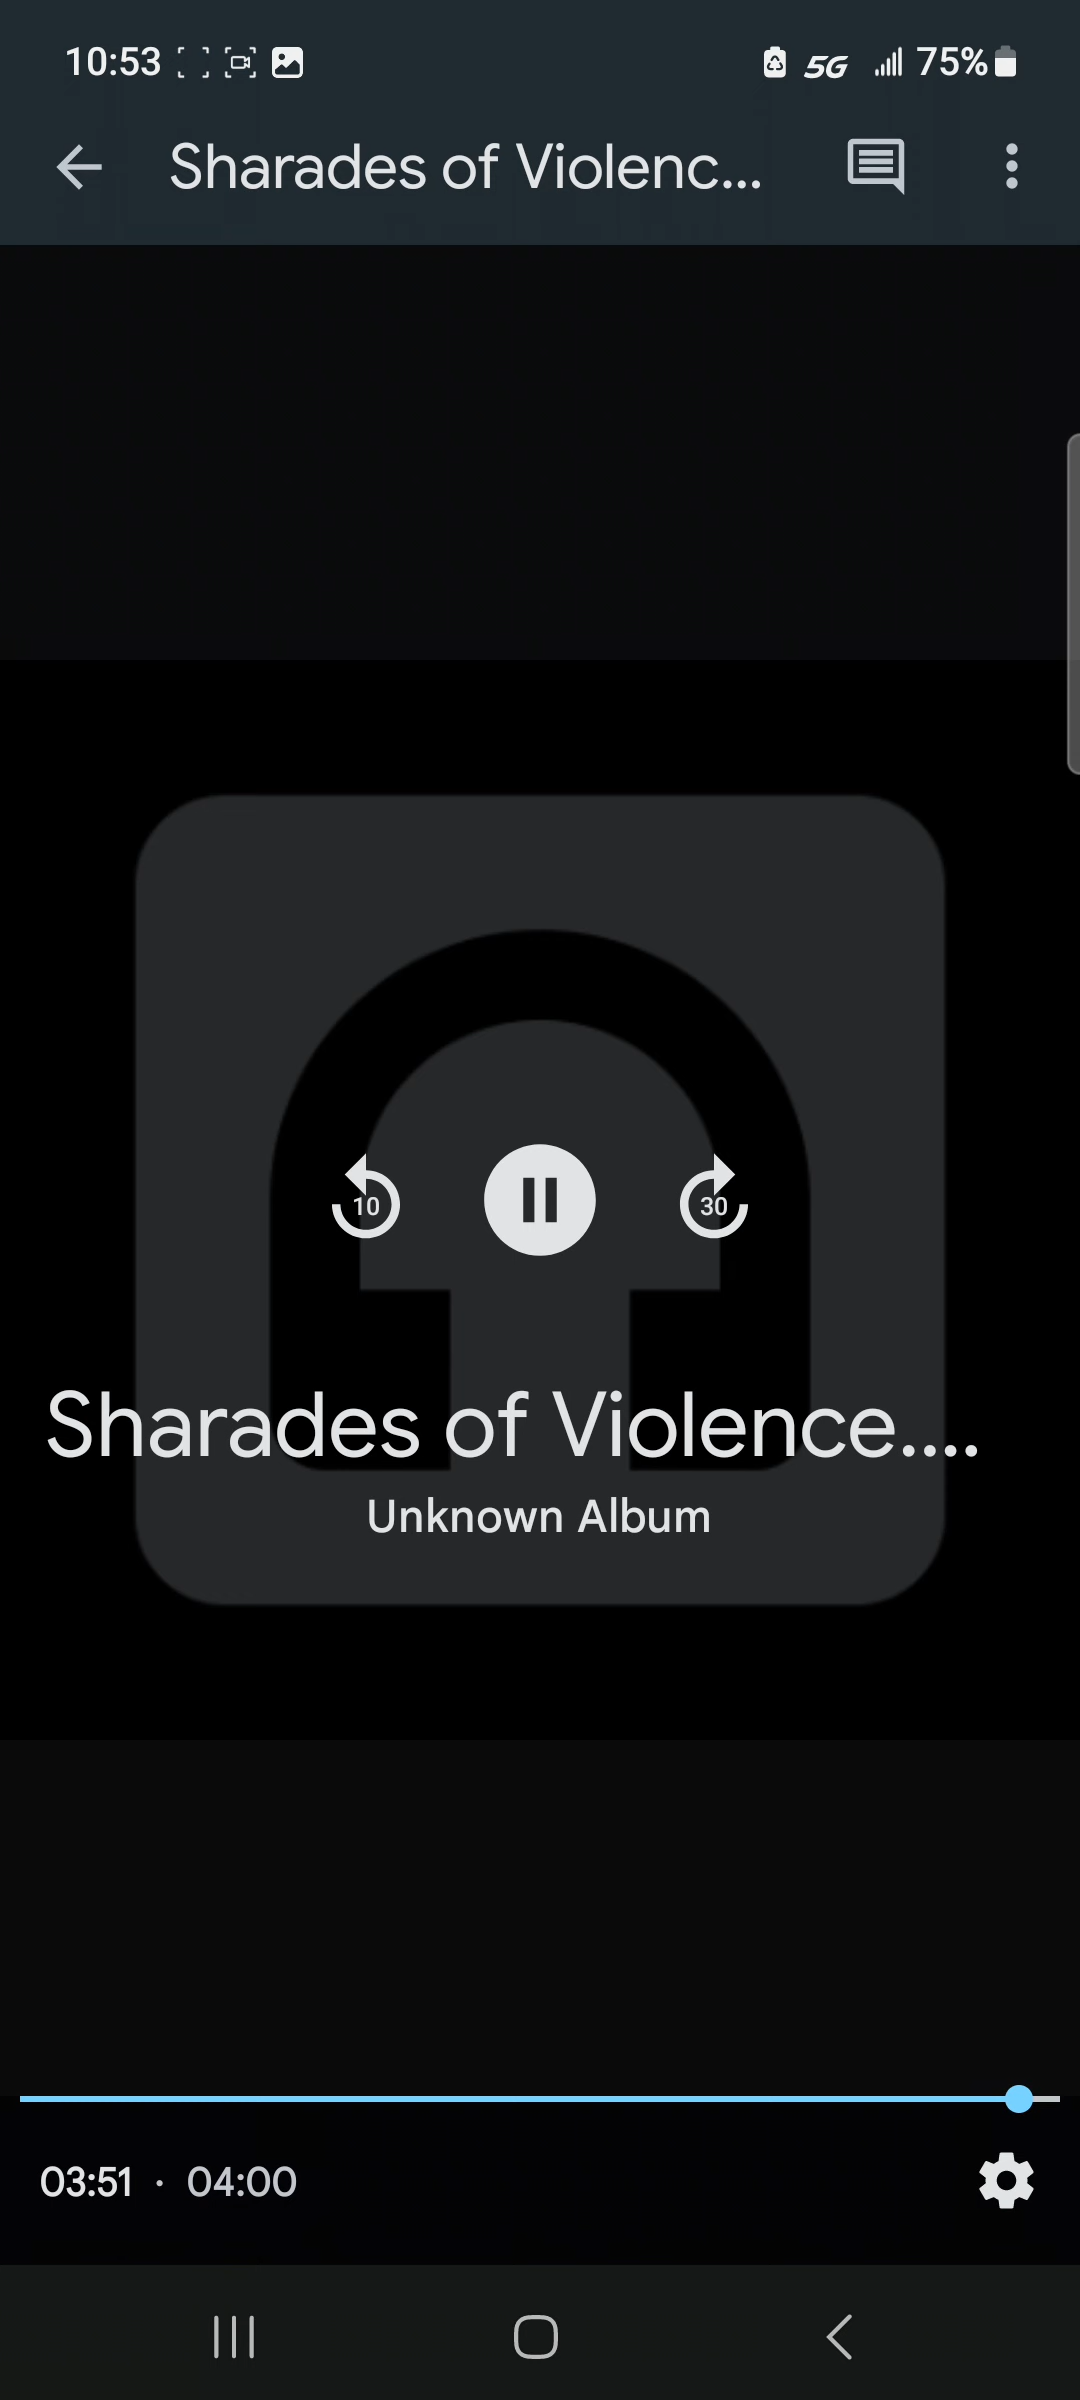 10:53 5G 75%
Sharades of Violenc...
10 30
Sharades of Violence....
Unknown Album
03:51 · 04:00